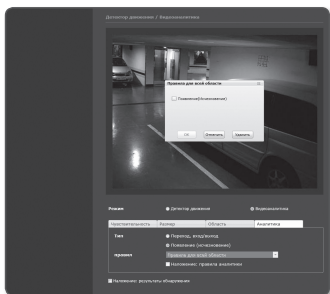 Детектор движения / Видеоаналитика
Правила для всей области
Появление(Исчезновение)
OK Отменить Удалить
Режим Детектор движения Видеоаналитика
Чувствительность Размер Область Аналитика
Тип Переход, вход/выход
Появление (исчезновение)
правил Правила для всей области
Наложение: правила аналитики
Наложение: результаты обнаружения